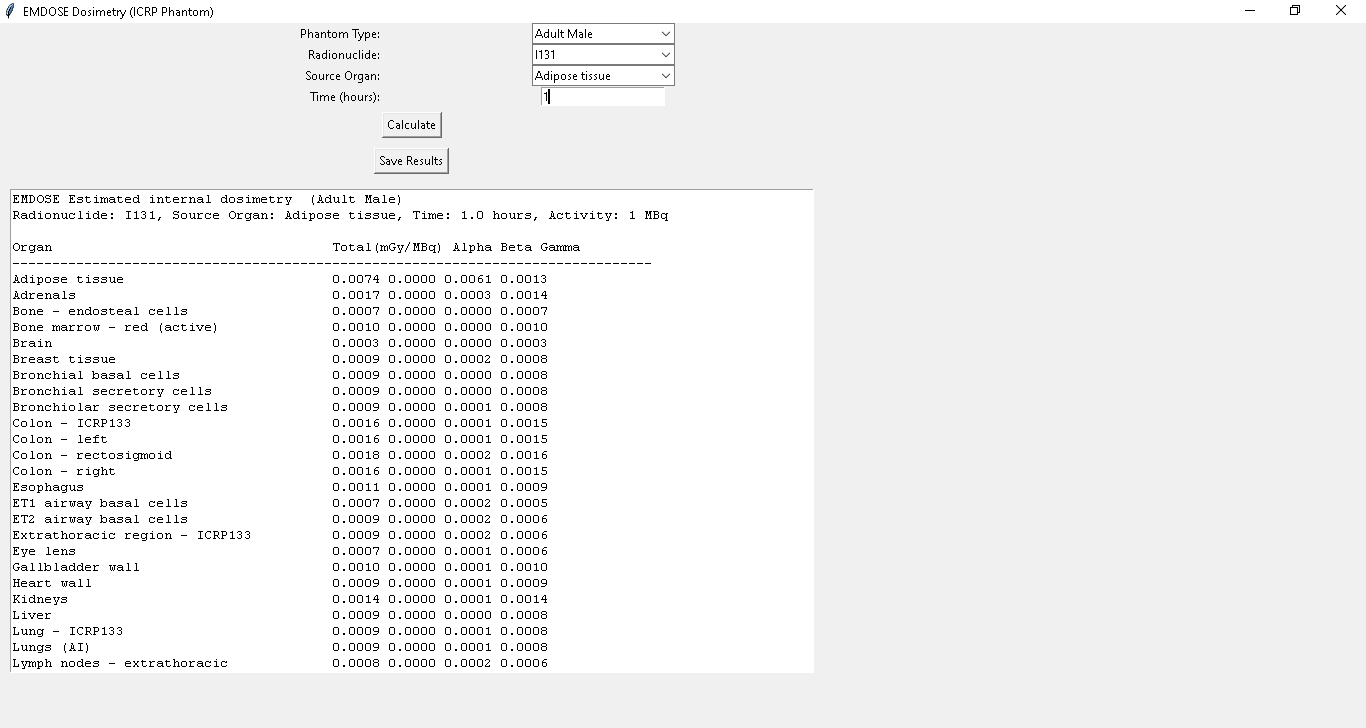 EMDOSE Dosimetry (ICRP Phantom)
Phantom Type: Adult Male
Radionuclide: I131
Source Organ: Adipose tissue
Time (hours): 1
Calculate
Save Results
EMDOSE Estimated internal dosimetry (Adult Male)
Radionuclide: I131, Source Organ: Adipose tissue, Time: 1.0 hours, Activity: 1 MBq
Organ Total(mGy/MBq) Alpha Beta Gamma
--------------------------------------------------------------------------------
Adipose tissue 0.0074 0.0000 0.0061 0.0013
Adrenals 0.0017 0.0000 0.0003 0.0014
Bone - endosteal cells 0.0007 0.0000 0.0000 0.0007
Bone marrow - red (active) 0.0010 0.0000 0.0000 0.0010
Brain 0.0003 0.0000 0.0000 0.0003
Breast tissue 0.0009 0.0000 0.0002 0.0008
Bronchial basal cells 0.0009 0.0000 0.0000 0.0008
Bronchial secretory cells 0.0009 0.0000 0.0000 0.0008
Bronchiolar secretory cells 0.0009 0.0000 0.0001 0.0008
Colon - ICRP133 0.0016 0.0000 0.0001 0.0015
Colon - left 0.0016 0.0000 0.0001 0.0015
Colon - rectosigmoid 0.0018 0.0000 0.0002 0.0016
Colon - right 0.0016 0.0000 0.0001 0.0015
Esophagus 0.0011 0.0000 0.0001 0.0009
ET1 airway basal cells 0.0007 0.0000 0.0002 0.0005
ET2 airway basal cells 0.0009 0.0000 0.0002 0.0006
Extrathoracic region - ICRP133 0.0009 0.0000 0.0002 0.0006
Eye lens 0.0007 0.0000 0.0001 0.0006
Gallbladder wall 0.0010 0.0000 0.0001 0.0010
Heart wall 0.0009 0.0000 0.0001 0.0009
Kidneys 0.0014 0.0000 0.0001 0.0014
Liver 0.0009 0.0000 0.0000 0.0008
Lung - ICRP133 0.0009 0.0000 0.0001 0.0008
Lungs (AI) 0.0009 0.0000 0.0001 0.0008
Lymph nodes - extrathoracic 0.0008 0.0000 0.0002 0.0006